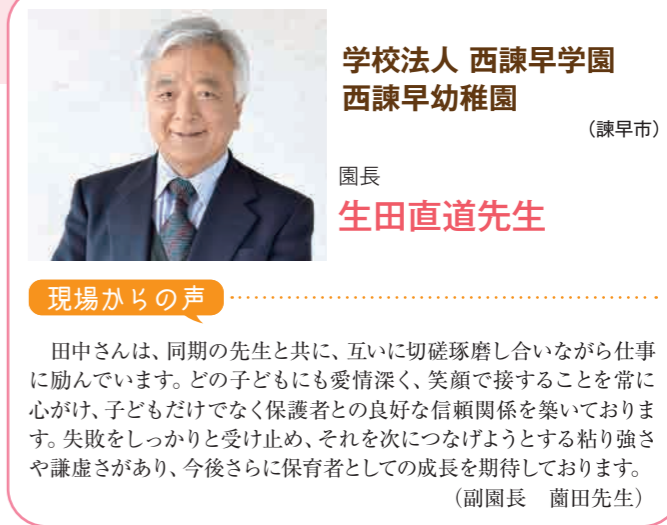 学校法人 西諫早学園
西諫早幼稚園
（諫早市）
園長
生田直道先生
現場からの声
　田中さんは、同期の先生と共に、互いに切磋琢磨し合いながら仕事
に励んでいます。どの子どもにも愛情深く、笑顔で接することを常に
心がけ、子どもだけでなく保護者との良好な信頼関係を築いておりま
す。失敗をしっかりと受け止め、それを次につなげようとする粘り強さ
や謙虚さがあり、今後さらに保育者としての成長を期待しております。
（副園長　薗田先生）